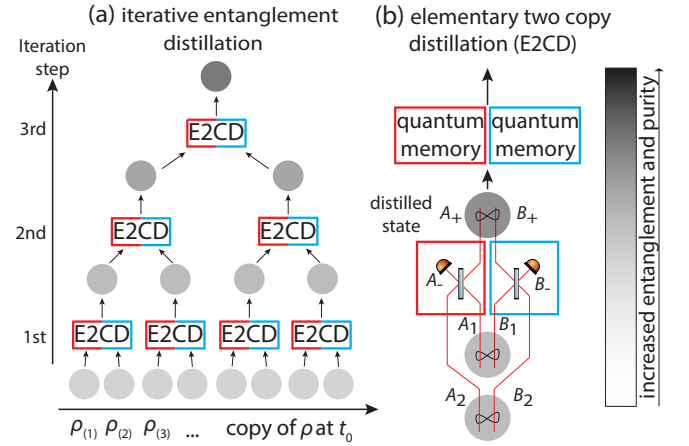 (a) iterative entanglement
distillation
Iteration
step
3rd
E2CD
2nd
E2CD
E2CD
1st
E2CD
E2CD
E2CD
E2CD
ρ(1) ρ(2) ρ(3) ... copy of ρ at t0
(b) elementary two copy
distillation (E2CD)
quantum
memory
quantum
memory
distilled
state
A+
B+
A-
B-
A1
B1
A2
B2
increased entanglement and purity